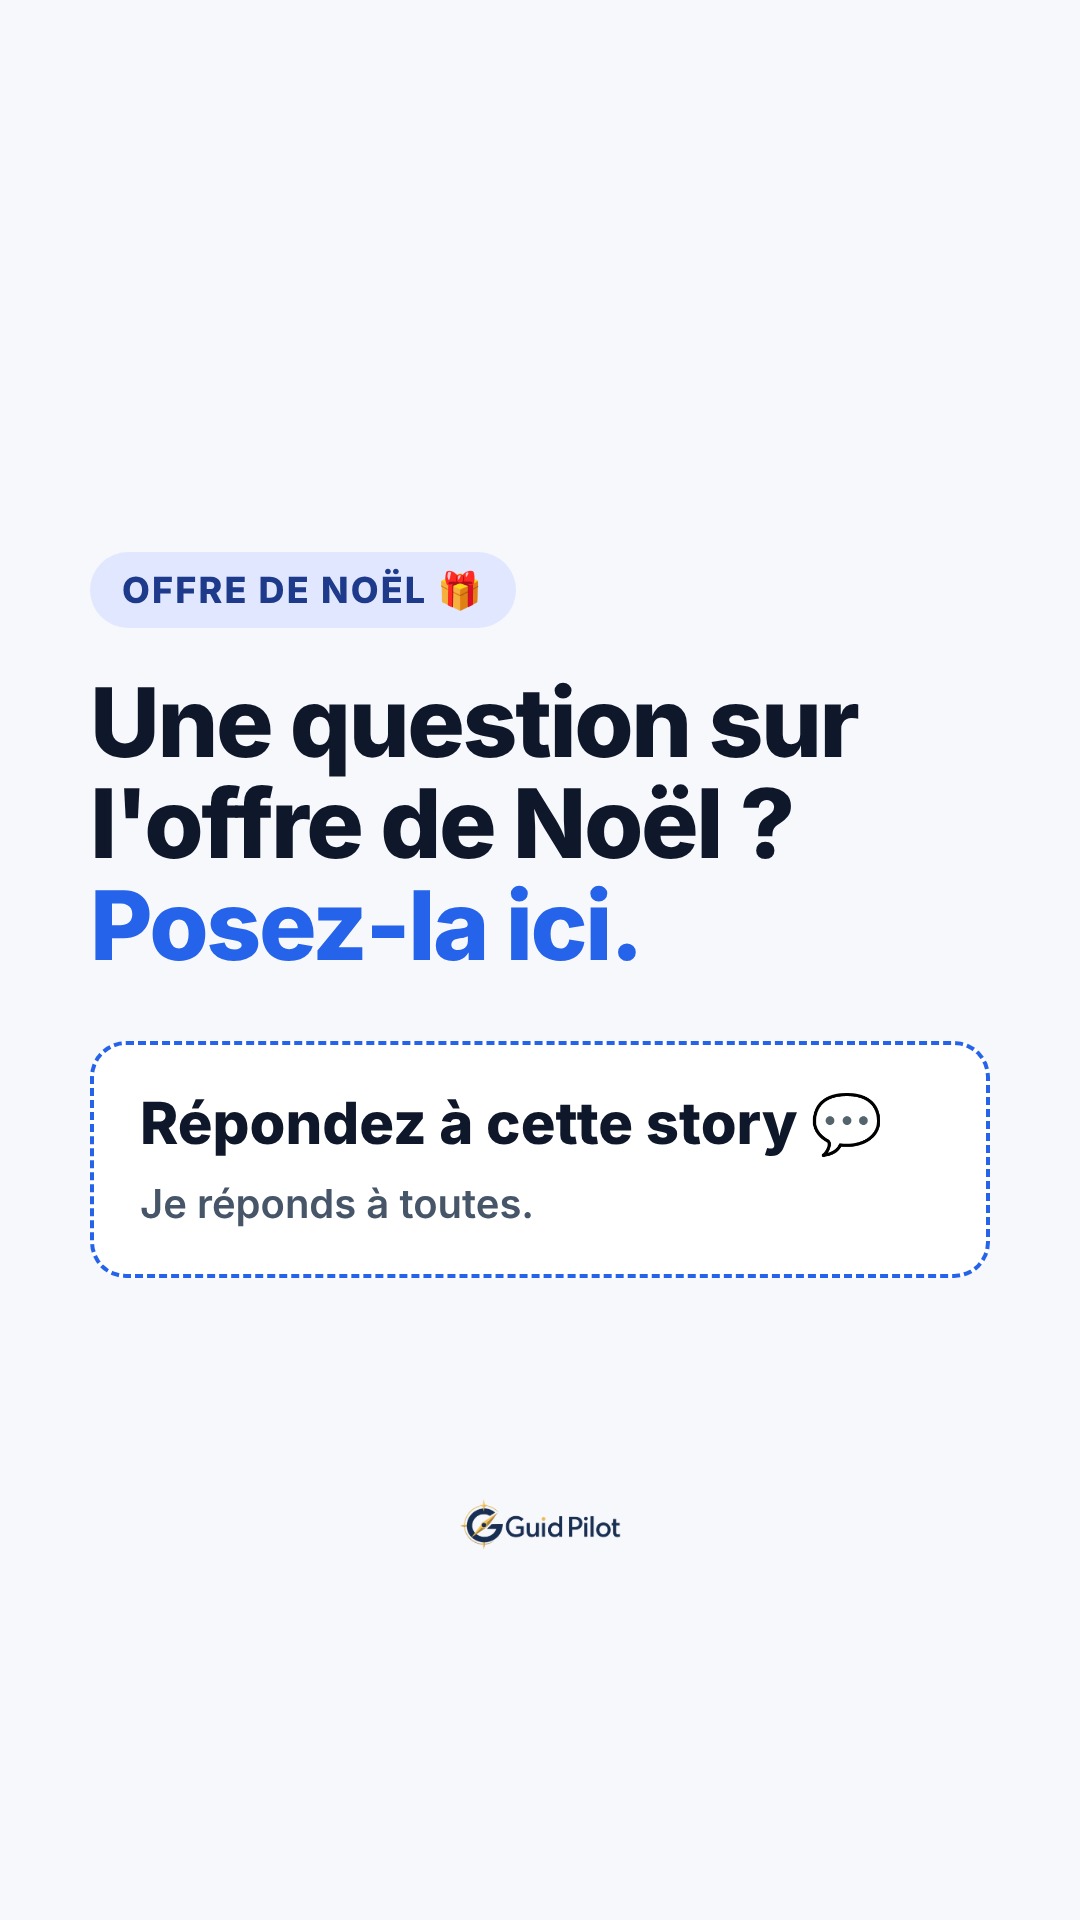 OFFRE DE NOËL 🎁
Une question sur
l'offre de Noël ?
Posez-la ici.
Répondez à cette story 💬
Je réponds à toutes.
Guid Pilot